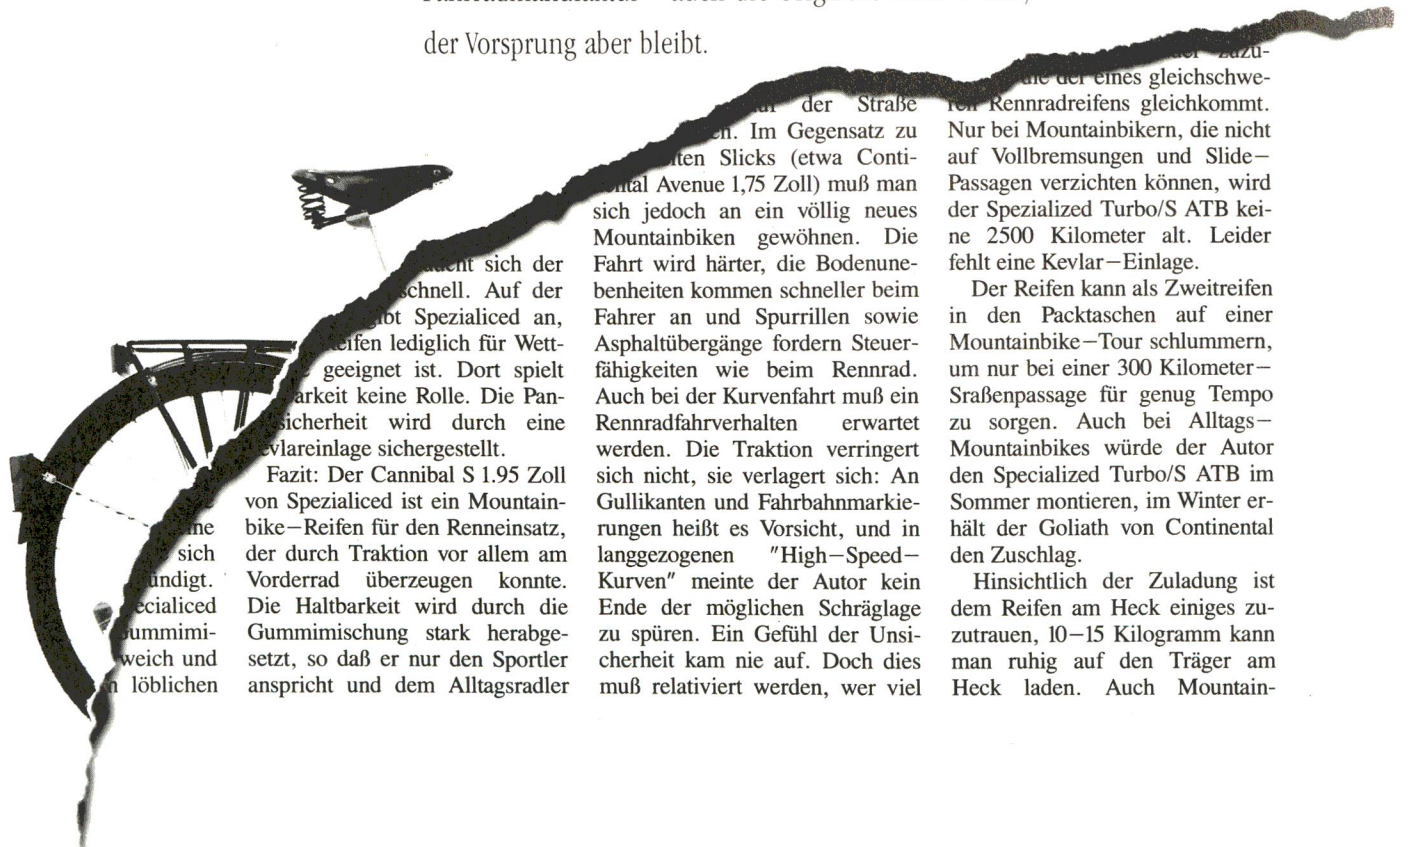 der Vorsprung aber bleibt.
sich
löblichen
weich und
sich der
schnell. Auf der
Spezialiced an,
lediglich für Wett-
geeignet ist. Dort spielt
keine Rolle. Die Pan-
sicherheit wird durch eine
sichergestellt.
Fazit: Der Cannibal S 1.95 Zoll
von Spezialiced ist ein Mountain-
bike—Reifen für den Renneinsatz,
der durch Traktion vor allem am
Vorderrad überzeugen konnte.
Die Haltbarkeit wird durch die
Gummimischung stark herabge-
setzt, so daß er nur den Sportler
anspricht und dem Alltagsradler
der Straße
Im Gegensatz zu
Slicks (etwa Conti-
Avenue 1,75 Zoll) muß man
sich jedoch an ein völlig neues
Mountainbiken gewöhnen. Die
Fahrt wird härter, die Bodenune-
benheiten kommen schneller beim
Fahrer an und Spurrillen sowie
Asphaltübergänge fordern Steuer-
fähigkeiten wie beim Rennrad.
Auch bei der Kurvenfahrt muß ein
Rennradfahrverhalten erwartet
werden. Die Traktion verringert
sich nicht, sie verlagert sich: An
Gullikanten und Fahrbahnmarkie-
rungen heißt es Vorsicht, und in
langgezogenen "High—Speed—
Kurven" meinte der Autor kein
Ende der möglichen Schräglage
zu spüren. Ein Gefühl der Unsi-
cherheit kam nie auf. Doch dies
muß relativiert werden, wer viel
der eines gleichschwe-
ren Rennradreifens gleichkommt.
Nur bei Mountainbikern, die nicht
auf Vollbremsungen und Slide—
Passagen verzichten können, wird
der Spezialized Turbo/S ATB kei-
ne 2500 Kilometer alt. Leider
fehlt eine Kevlar—Einlage.
Der Reifen kann als Zweitreifen
in den Packtaschen auf einer
Mountainbike—Tour schlummern,
um nur bei einer 300 Kilometer—
Sraßenpassage für genug Tempo
zu sorgen. Auch bei Alltags—
Mountainbikes würde der Autor
den Specialized Turbo/S ATB im
Sommer montieren, im Winter er-
hält der Goliath von Continental
den Zuschlag.
Hinsichtlich der Zuladung ist
dem Reifen am Heck einiges zu-
zutrauen, 10—15 Kilogramm kann
man ruhig auf den Träger am
Heck laden. Auch Mountain-